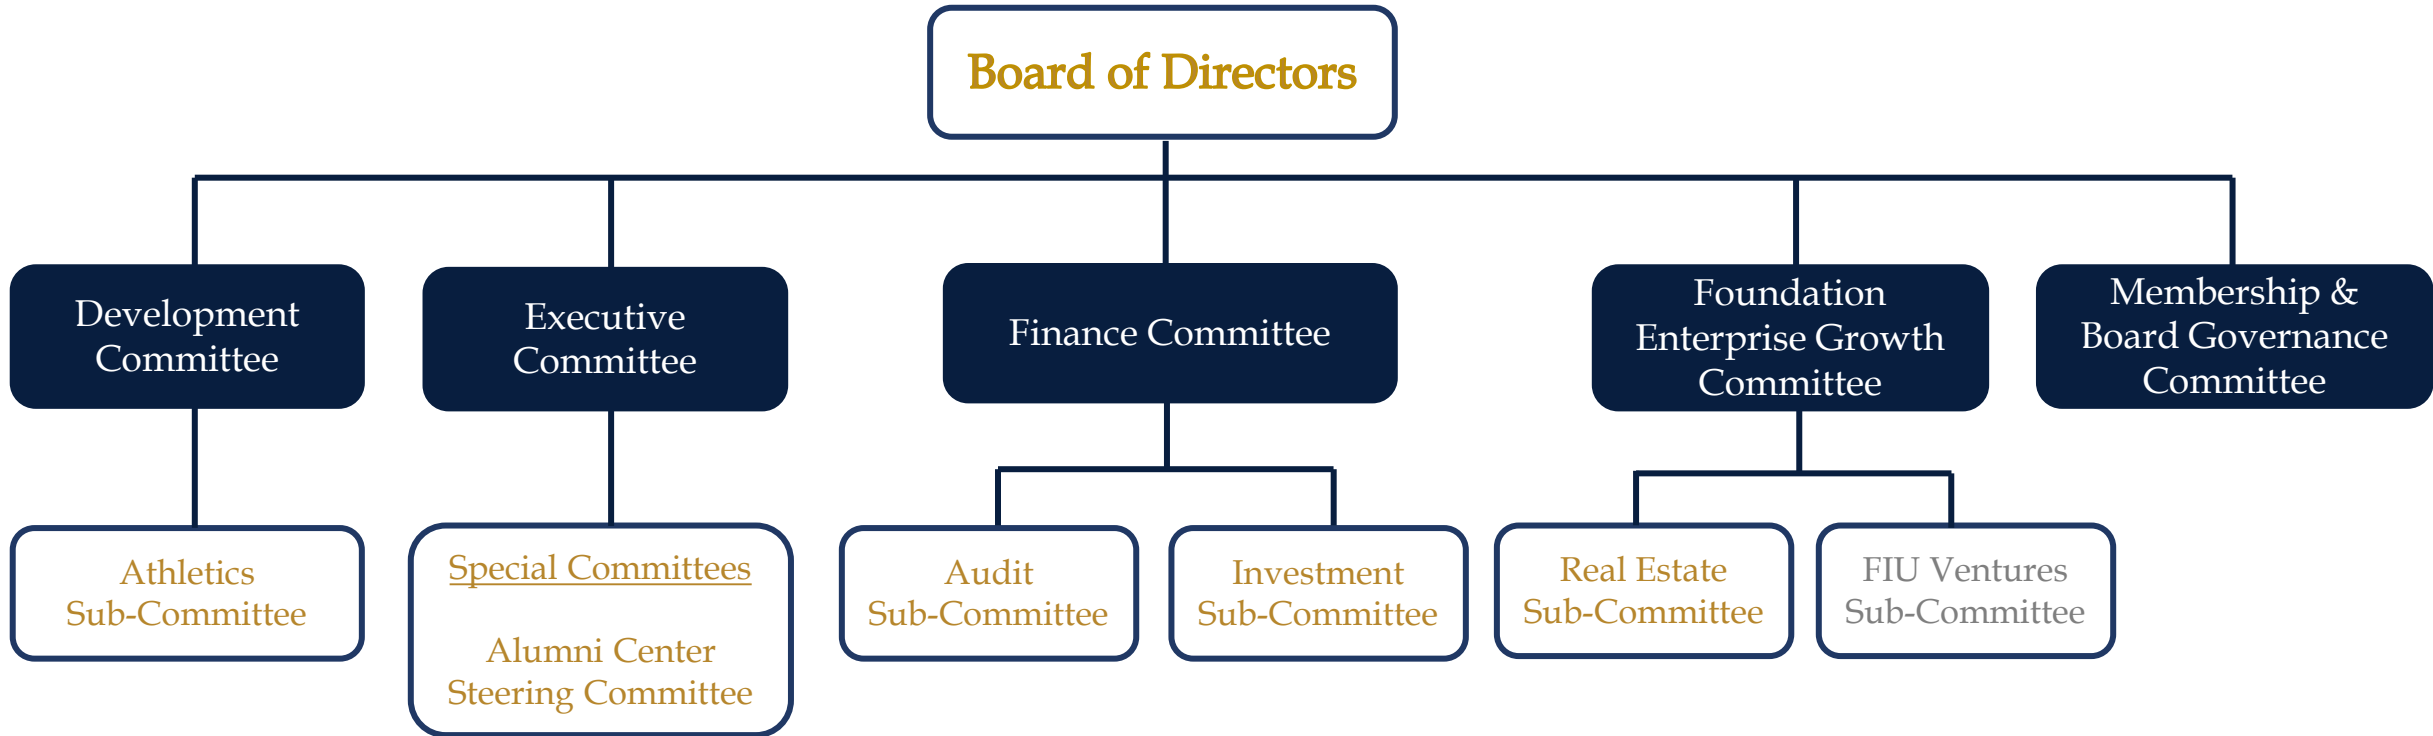 Board of Directors
Development
Committee
Executive
Committee
Finance Committee
Foundation
Enterprise Growth
Committee
Membership &
Board Governance
Committee
Athletics
Sub-Committee
Special Committees
Alumni Center
Steering Committee
Audit
Sub-Committee
Investment
Sub-Committee
Real Estate
Sub-Committee
FIU Ventures
Sub-Committee